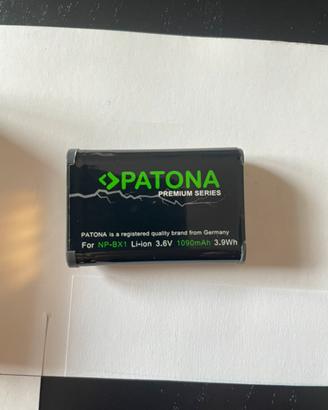 PATONA
PREMIUM SERIES
PATONA is a registered quality brand from Germany
For NP-BX1 Li-ion 3.6V 1090mAh 3.9Wh